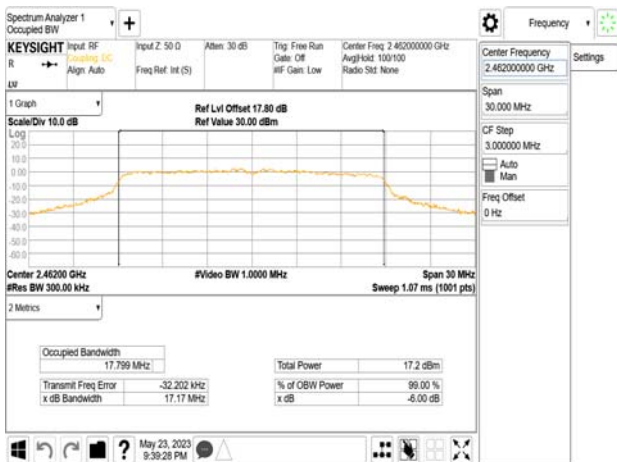 Spectrum Analyzer 1
Occupied BW
Frequency
KEYSIGHT
Input: RF
Coupling: DC
Align: Auto
Input Z: 50 Ω
Freq Ref: Int (S)
Atten: 30 dB
Trig: Free Run
Gate: Off
#IF Gain: Low
Center Freq: 2.462000000 GHz
Avg|Hold: 100/100
Radio Std: None
R
Center Frequency
2.462000000 GHz
Settings
Span
30.000 MHz
CF Step
3.000000 MHz
Auto
Man
Freq Offset
0 Hz
1 Graph
Ref Lvl Offset 17.80 dB
Scale/Div 10.0 dB
Ref Value 30.00 dBm
Log
20.0
10.0
0.00
-10.0
-20.0
-30.0
-40.0
-50.0
-60.0
Center 2.46200 GHz
#Video BW 1.0000 MHz
Span 30 MHz
#Res BW 300.00 kHz
Sweep 1.07 ms (1001 pts)
2 Metrics
Occupied Bandwidth
17.799 MHz
Total Power
17.2 dBm
Transmit Freq Error
-32.202 kHz
% of OBW Power
99.00 %
x dB Bandwidth
17.17 MHz
x dB
-6.00 dB
?
May 23, 2023
9:39:28 PM